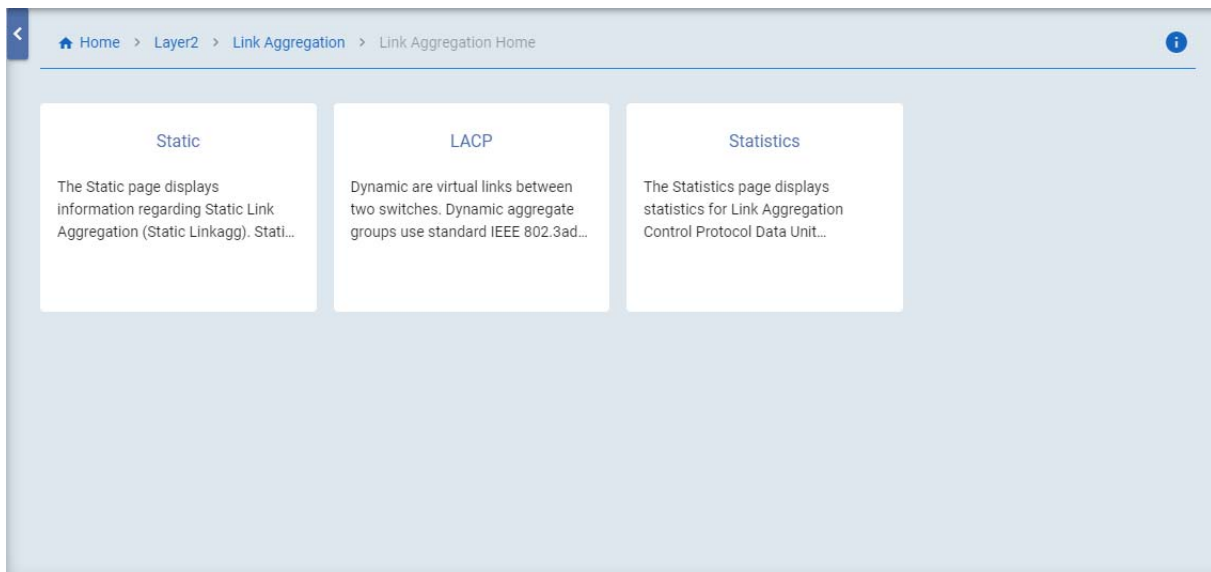 Home > Layer2 > Link Aggregation > Link Aggregation Home
Static
The Static page displays
information regarding Static Link
Aggregation (Static Linkagg). Stati...
LACP
Dynamic are virtual links between
two switches. Dynamic aggregate
groups use standard IEEE 802.3ad...
Statistics
The Statistics page displays
statistics for Link Aggregation
Control Protocol Data Unit...